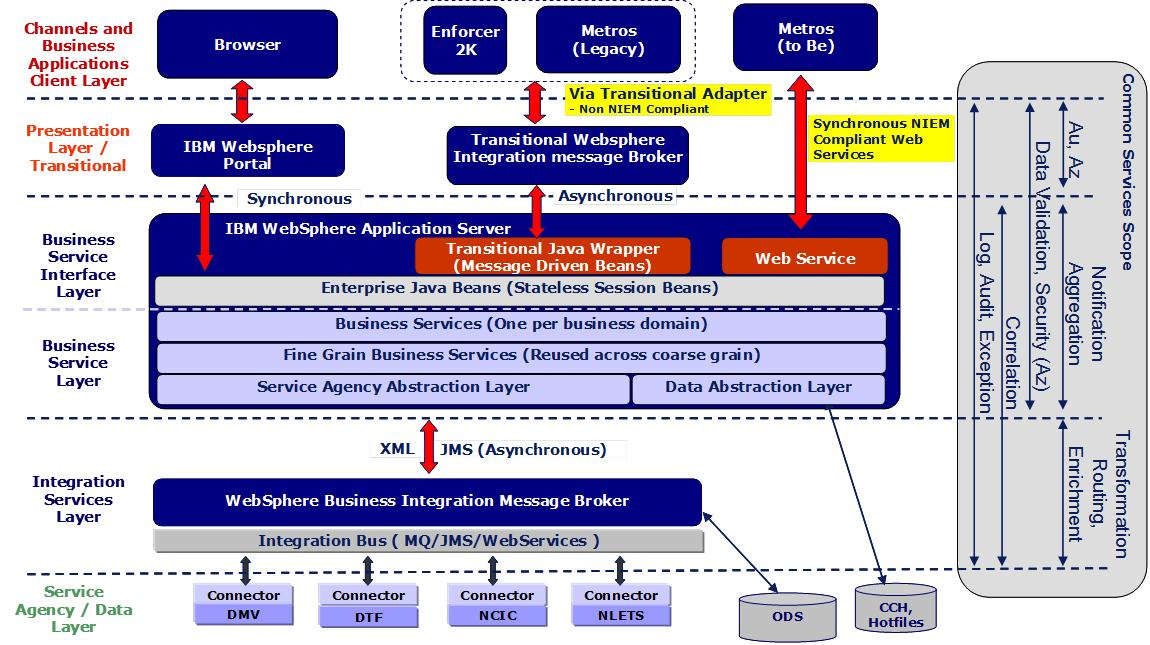 Channels and
Business
Applications
Client Layer
Browser
Enforcer
2K
Metros
(Legacy)
Metros
(to Be)
Via Transitional Adapter
- Non NIEM Compliant
Presentation
Layer /
Transitional
IBM Websphere
Portal
Transitional Websphere
Integration message Broker
Synchronous NIEM
Compliant Web
Services
Synchronous
Asynchronous
Business
Service
Interface
Layer
IBM WebSphere Application Server
Transitional Java Wrapper
(Message Driven Beans)
Web Service
Enterprise Java Beans (Stateless Session Beans)
Business
Service
Layer
Business Services (One per business domain)
Fine Grain Business Services (Reused across coarse grain)
Service Agency Abstraction Layer
Data Abstraction Layer
XML
JMS (Asynchronous)
Integration
Services
Layer
WebSphere Business Integration Message Broker
Integration Bus ( MQ/JMS/WebServices )
Service
Agency / Data
Layer
Connector
DMV
Connector
DTF
Connector
NCIC
Connector
NLETS
ODS
CCH,
Hotfiles
Common Services Scope
Au, Az
Data Validation, Security (Az)
Log, Audit, Exception
Correlation
Notification
Aggregation
Transformation
Routing,
Enrichment